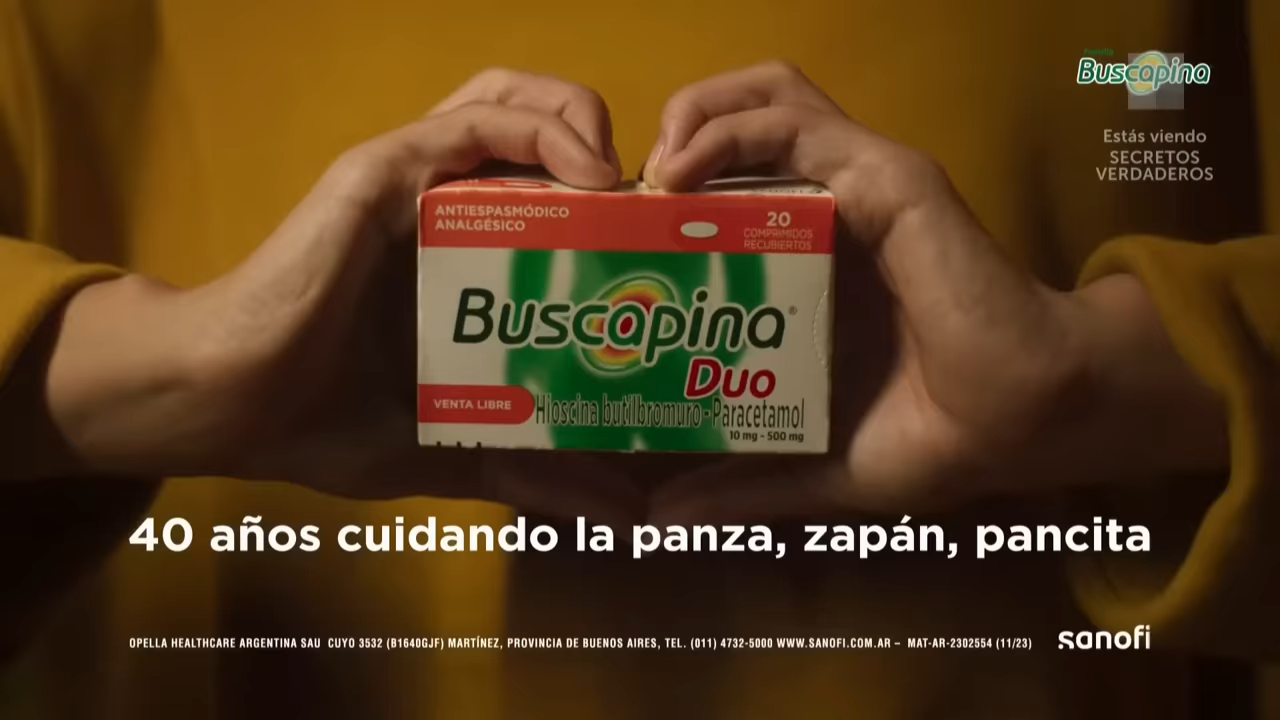 Familia
Buscapina
Estás viendo
SECRETOS
VERDADEROS
ANTIESPASMÓDICO
ANALGÉSICO
20
COMPRIMIDOS
RECUBIERTOS
Buscapina®
Duo
VENTA LIBRE
Hioscina butilbromuro - Paracetamol
10 mg - 500 mg
40 años cuidando la panza, zapán, pancita
OPELLA HEALTHCARE ARGENTINA SAU CUYO 3532 (B1640GJF) MARTÍNEZ, PROVINCIA DE BUENOS AIRES, TEL. (011) 4732-5000 WWW.SANOFI.COM.AR – MAT-AR-2302554 (11/23)
sanofi